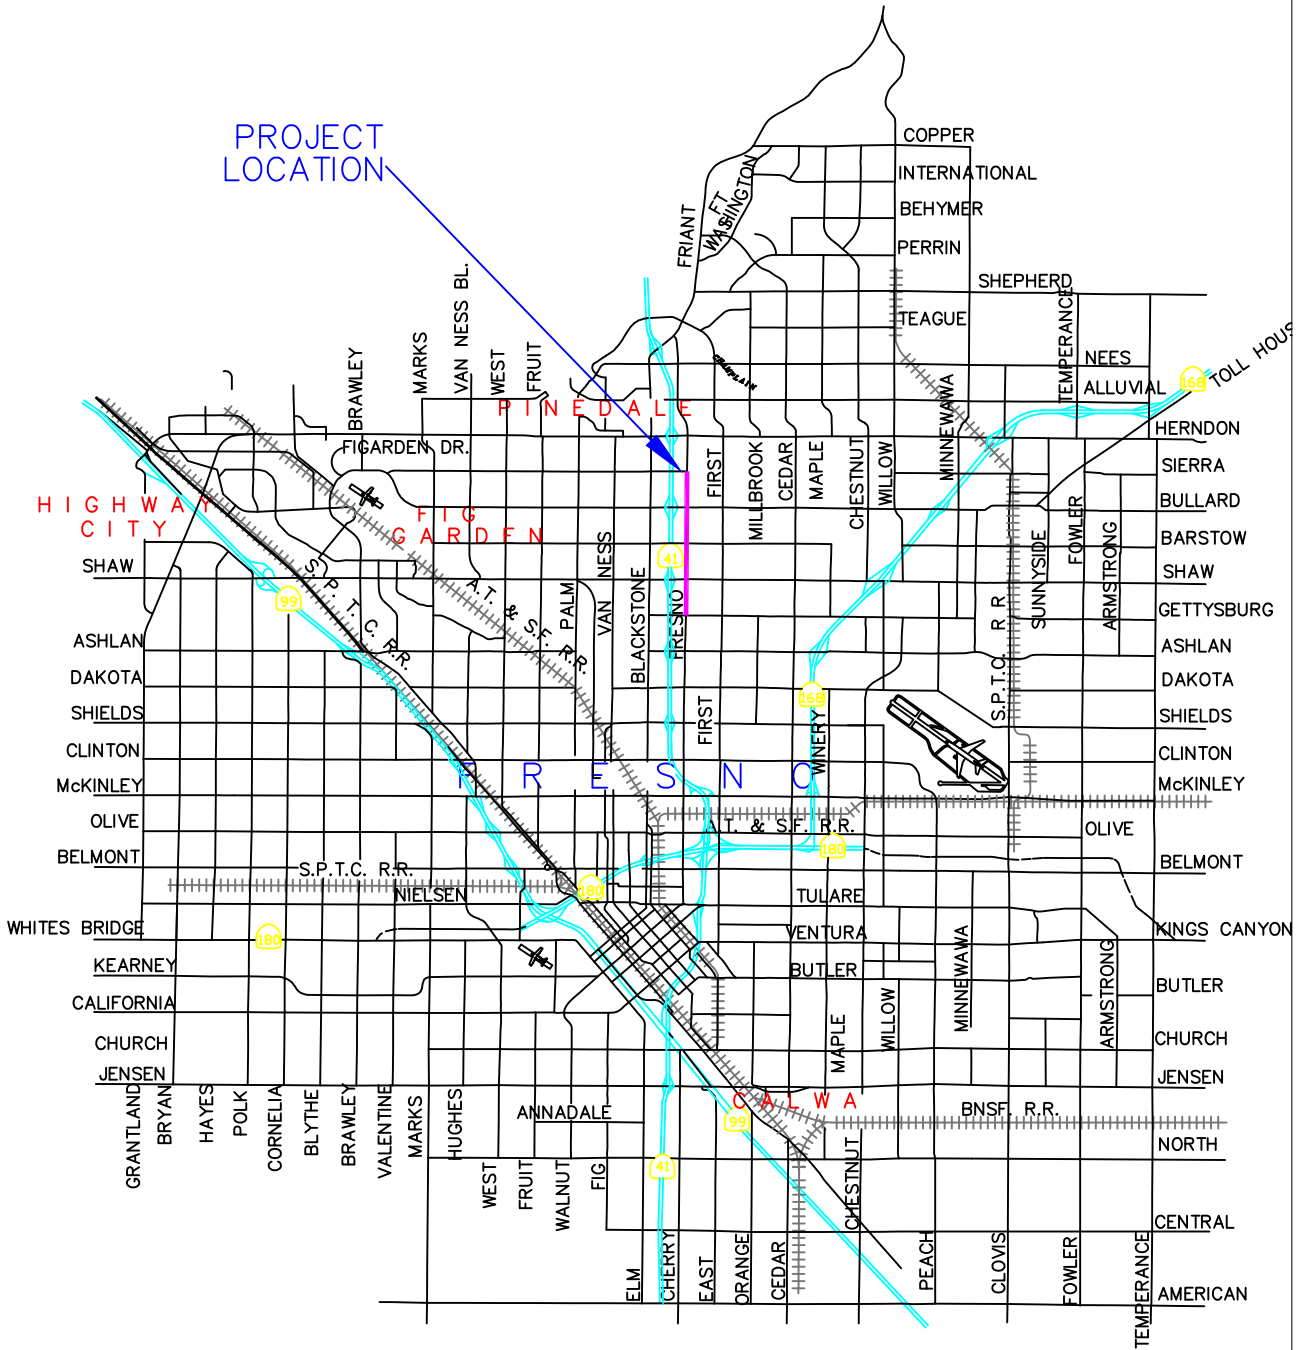 PROJECT
LOCATION
COPPER
INTERNATIONAL
BEHYMER
PERRIN
SHEPHERD
TEAGUE
NEES
ALLUVIAL
TOLL HOUS
168
HERNDON
SIERRA
BULLARD
BARSTOW
SHAW
GETTYSBURG
ASHLAN
DAKOTA
SHIELDS
CLINTON
McKINLEY
OLIVE
BELMONT
KINGS CANYON
BUTLER
CHURCH
JENSEN
NORTH
CENTRAL
AMERICAN
FRIANT
FT
WASHINGTON
CHAMPLAIN
TEMPERANCE
MINNEWAWA
BRAWLEY
MARKS
VAN NESS BL.
WEST
FRUIT
PINEDALE
FIGARDEN DR.
HIGHWAY
CITY
FIG
GARDEN
FIRST
MILLBROOK
CEDAR
MAPLE
CHESTNUT
WILLOW
SUNNYSIDE
FOWLER
ARMSTRONG
S.P.T.C. R R
SHAW
99
S. P. T. C. R.R.
A.T. & S.F. R.R.
PALM
VAN NESS
BLACKSTONE
41
FRESNO
168
WINERY
FIRST
ASHLAN
DAKOTA
SHIELDS
CLINTON
McKINLEY
OLIVE
BELMONT
FRESNO
A.T. & S.F. R.R.
180
S.P.T.C. R.R.
NIELSEN
180
TULARE
WHITES BRIDGE
180
VENTURA
KEARNEY
BUTLER
CALIFORNIA
MINNEWAWA
ARMSTRONG
CHURCH
MAPLE
WILLOW
JENSEN
GRANTLAND
BRYAN
HAYES
POLK
CORNELIA
BLYTHE
BRAWLEY
VALENTINE
MARKS
HUGHES
ANNADALE
CALWA
99
BNSF. R.R.
WEST
FRUIT
WALNUT
FIG
41
CHESTNUT
ELM
CHERRY
EAST
ORANGE
CEDAR
PEACH
CLOVIS
FOWLER
TEMPERANCE